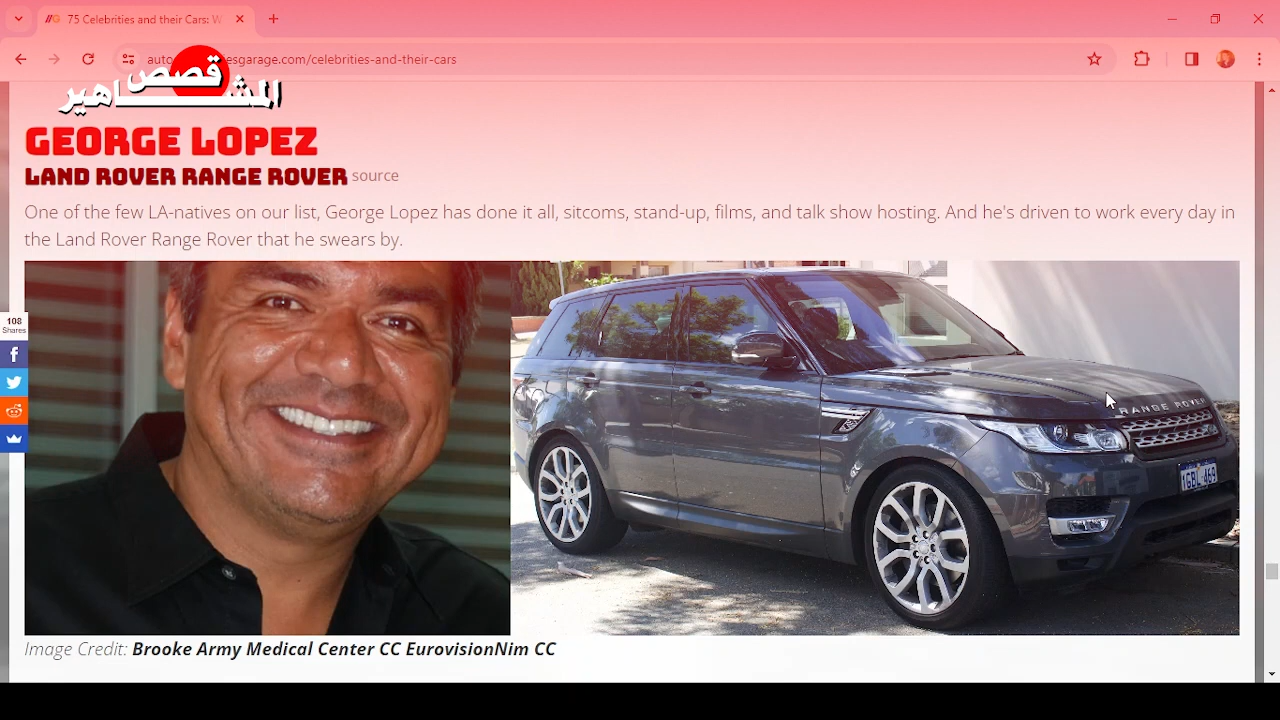 75 Celebrities and their Cars: W
garage.com/celebrities-and-their-cars
قصص
المشاهير
GEORGE LOPEZ
LAND ROVER RANGE ROVER source
One of the few LA-natives on our list, George Lopez has done it all, sitcoms, stand-up, films, and talk show hosting. And he's driven to work every day in
the Land Rover Range Rover that he swears by.
108
Shares
RANGE ROVER
Image Credit: Brooke Army Medical Center CC EurovisionNim CC